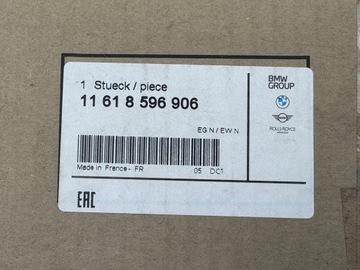 1 Stueck / piece
11 61 8 596 906
EG N / EW N
Made in France - FR
05 DC1
EAC
BMW
GROUP
ROLLS-ROYCE